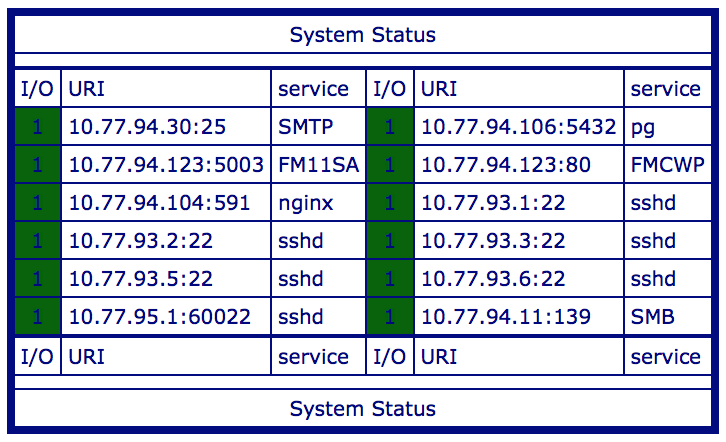 System Status
I/O URI service I/O URI service
1 10.77.94.30:25 SMTP 1 10.77.94.106:5432 pg
1 10.77.94.123:5003 FM11SA 1 10.77.94.123:80 FMCWP
1 10.77.94.104:591 nginx 1 10.77.93.1:22 sshd
1 10.77.93.2:22 sshd 1 10.77.93.3:22 sshd
1 10.77.93.5:22 sshd 1 10.77.93.6:22 sshd
1 10.77.95.1:60022 sshd 1 10.77.94.11:139 SMB
I/O URI service I/O URI service
System Status